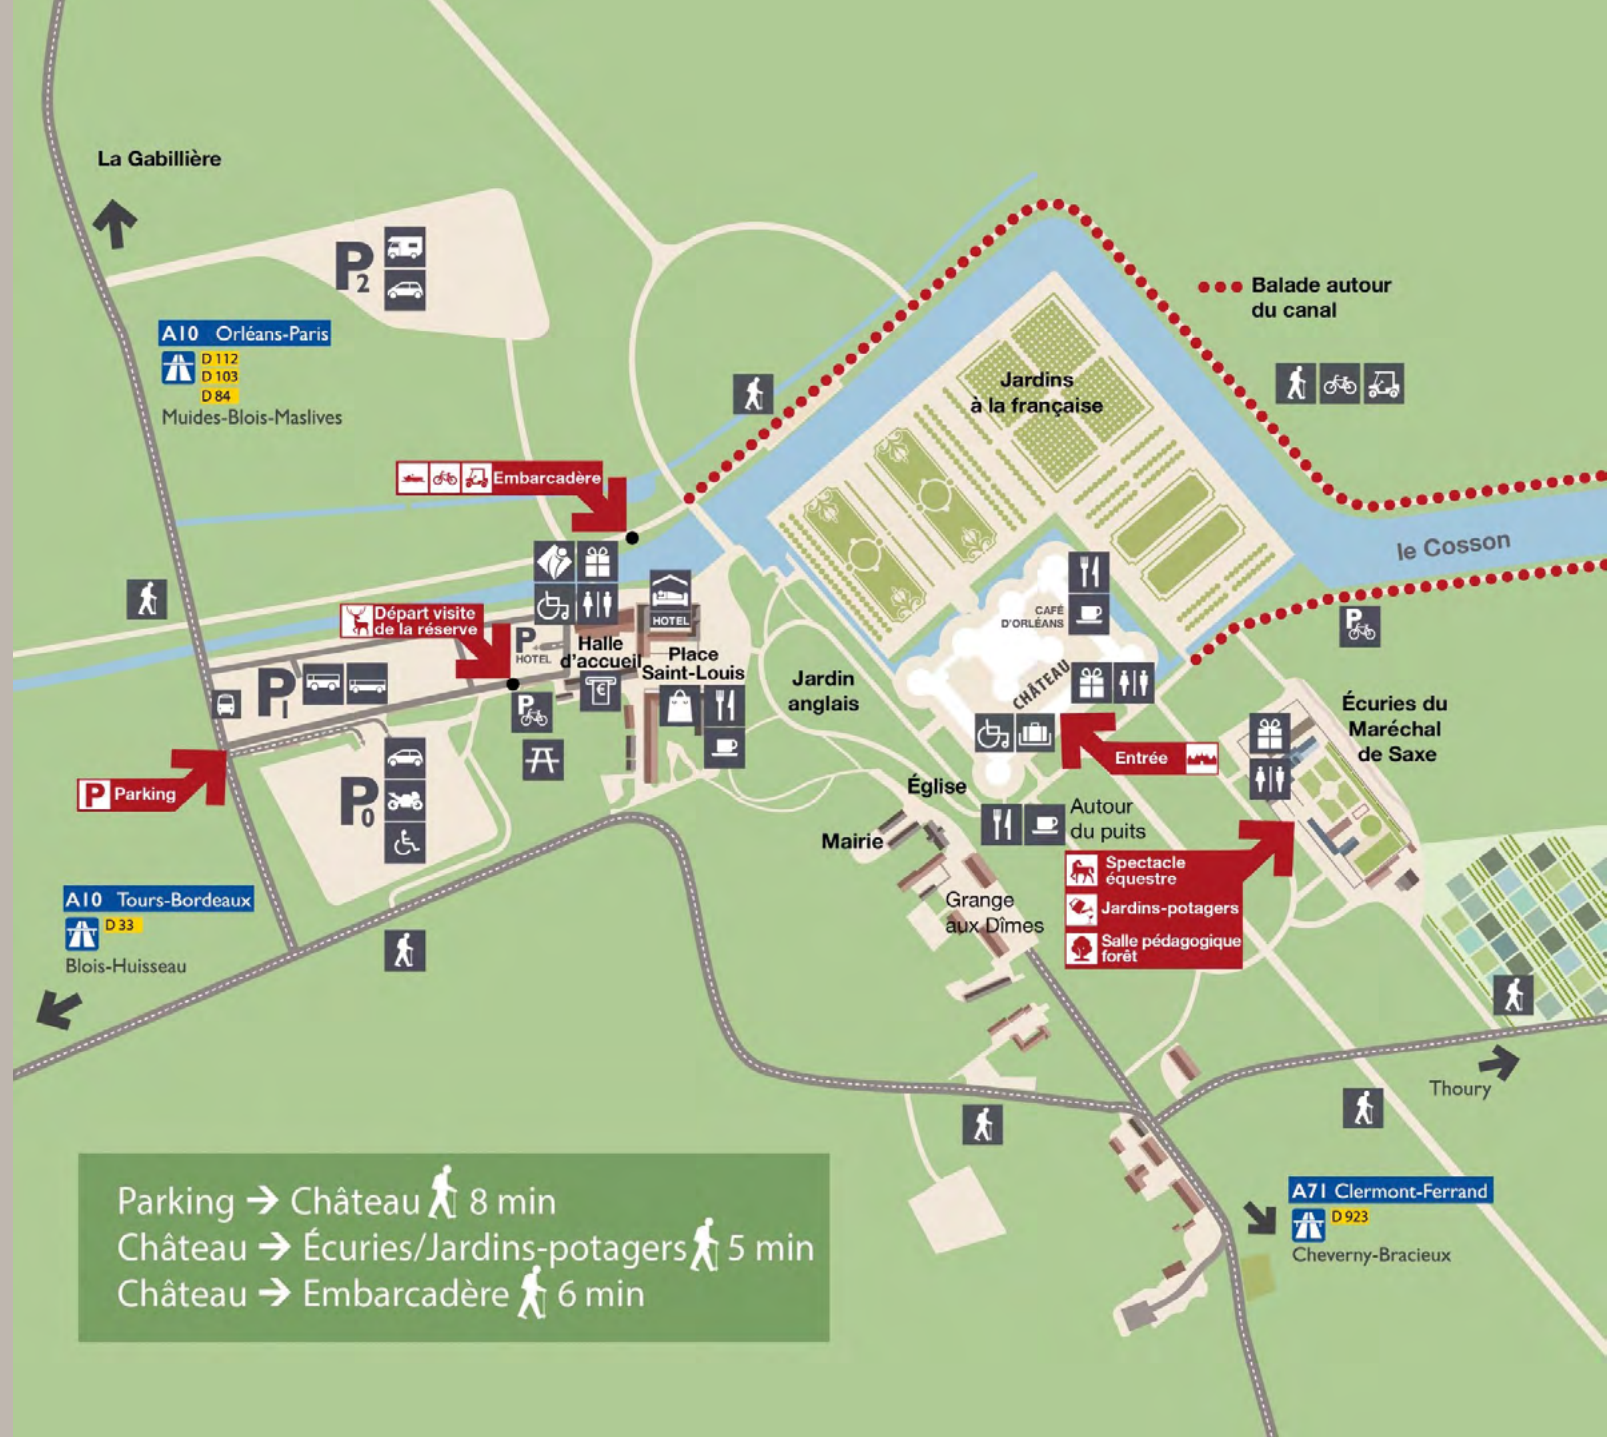 La Gabillière
P2
A10 Orléans-Paris
D 112
D 103
D 84
Muides-Blois-Maslives
Balade autour
du canal
Jardins
à la française
Embarcadère
le Cosson
Départ visite
de la réserve
P
HOTEL
HOTEL
Halle
d'accueil
€
Place
Saint-Louis
P
P1
Jardin
anglais
CAFÉ
D'ORLÉANS
CHÂTEAU
P
Écuries du
Maréchal
de Saxe
Entrée
P Parking
P0
Église
Mairie
Autour
du puits
Grange
aux Dîmes
Spectacle
équestre
Jardins-potagers
Salle pédagogique
forêt
A10 Tours-Bordeaux
D 33
Blois-Huisseau
Thoury
A71 Clermont-Ferrand
D 923
Cheverny-Bracieux
Parking → Château 8 min
Château → Écuries/Jardins-potagers 5 min
Château → Embarcadère 6 min